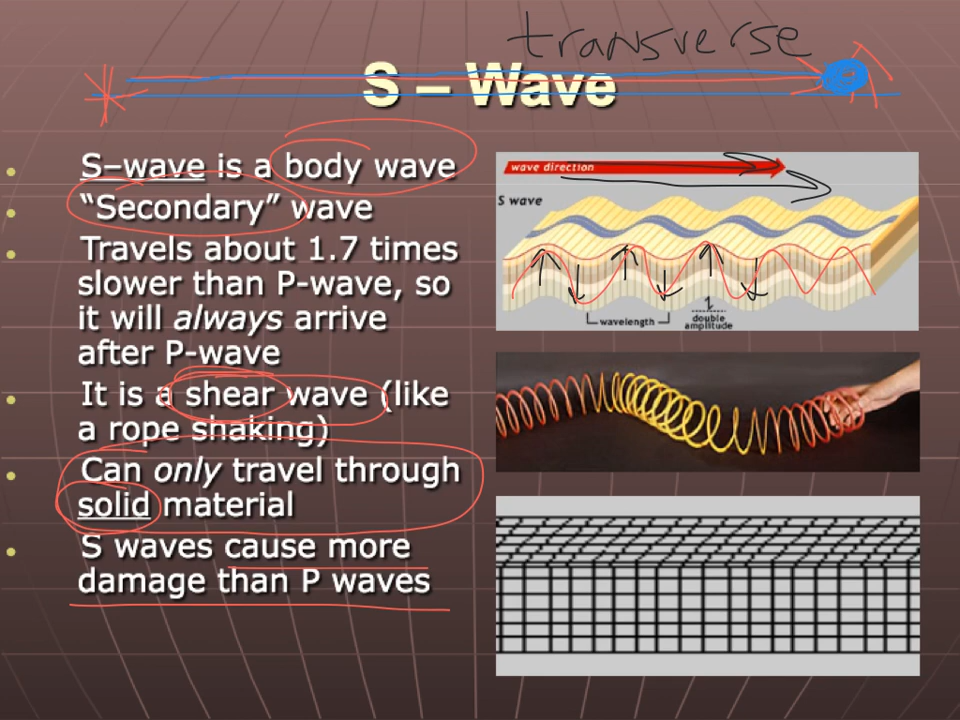 transverse
S – Wave
S–wave is a body wave
“Secondary” wave
Travels about 1.7 times
slower than P-wave, so
it will always arrive
after P-wave
It is a shear wave (like
a rope shaking)
Can only travel through
solid material
S waves cause more
damage than P waves
wave direction
S wave
wavelength
double
amplitude